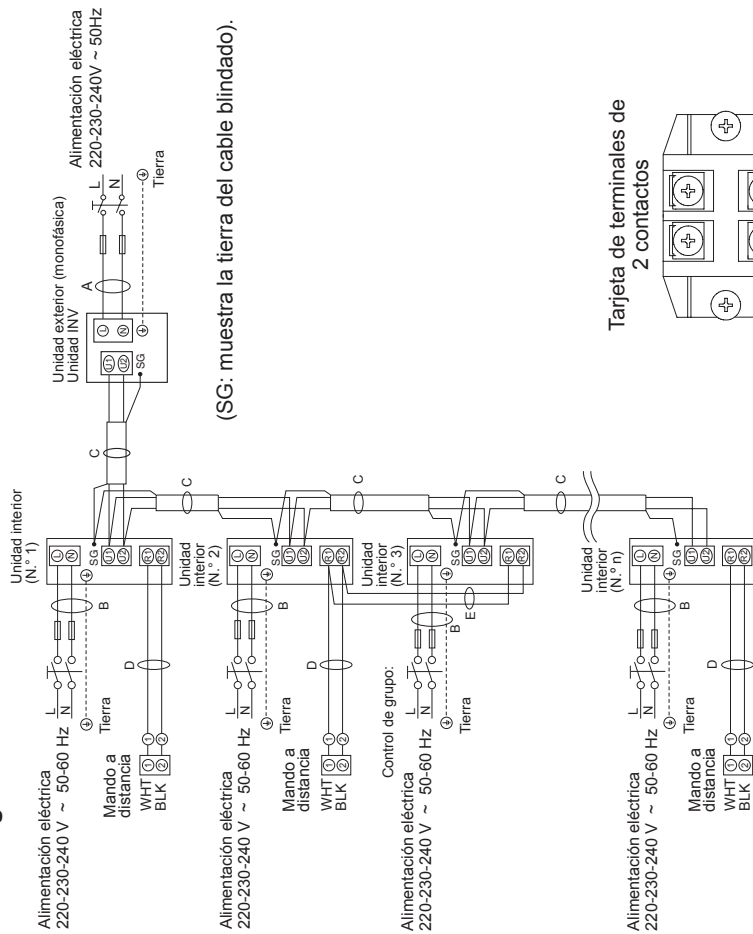 Unidad exterior (monofásica)
Unidad INV
Alimentación eléctrica
220-230-240V ~ 50Hz
L
N
Tierra
A
L
N
U1
U2
SG
C
(SG: muestra la tierra del cable blindado).
Unidad interior
(N.° 1)
Alimentación eléctrica
220-230-240 V ~ 50-60 Hz
L
N
Tierra
B
L
N
SG
U1
U2
R1
R2
C
Mando a
distancia
WHT
BLK
1
2
1
2
D
Unidad
interior
(N.° 2)
Alimentación eléctrica
220-230-240 V ~ 50-60 Hz
L
N
Tierra
B
L
N
SG
U1
U2
R1
R2
C
Mando a
distancia
WHT
BLK
1
2
1
2
D
E
Unidad
interior
(N.° 3)
Control de grupo:
Alimentación eléctrica
220-230-240 V ~ 50-60 Hz
L
N
Tierra
B
L
N
SG
U1
U2
R1
R2
C
Unidad
interior
(N.° n)
Alimentación eléctrica
220-230-240 V ~ 50-60 Hz
L
N
Tierra
B
L
N
SG
U1
U2
R1
R2
Mando a
distancia
WHT
BLK
1
2
1
2
D
Tarjeta de terminales de
2 contactos